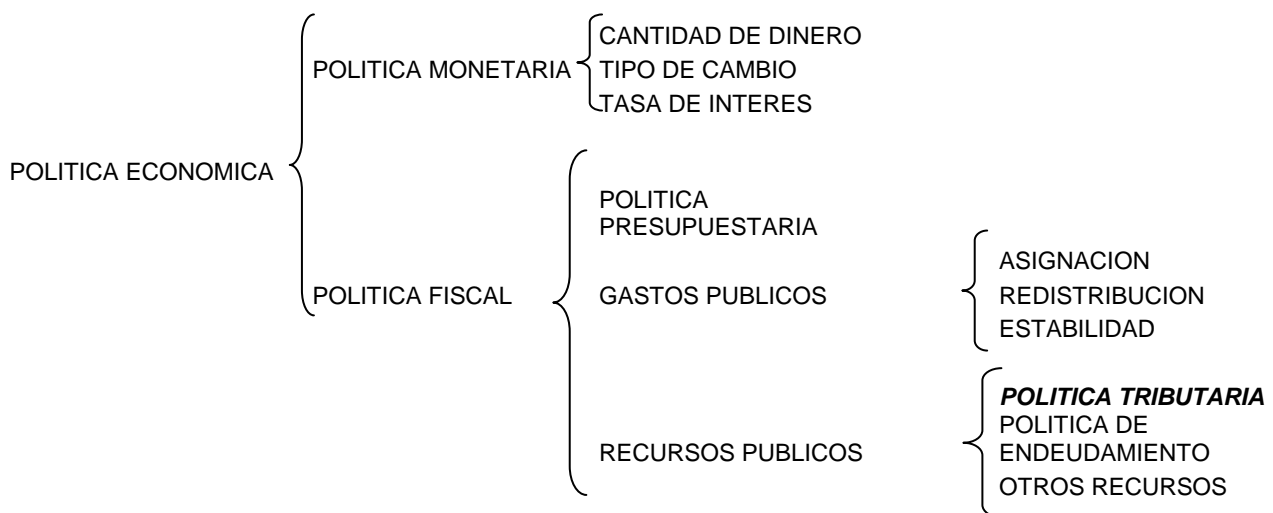 POLITICA ECONOMICA
POLITICA MONETARIA
CANTIDAD DE DINERO
TIPO DE CAMBIO
TASA DE INTERES
POLITICA FISCAL
POLITICA
PRESUPUESTARIA
GASTOS PUBLICOS
ASIGNACION
REDISTRIBUCION
ESTABILIDAD
RECURSOS PUBLICOS
POLITICA TRIBUTARIA
POLITICA DE
ENDEUDAMIENTO
OTROS RECURSOS